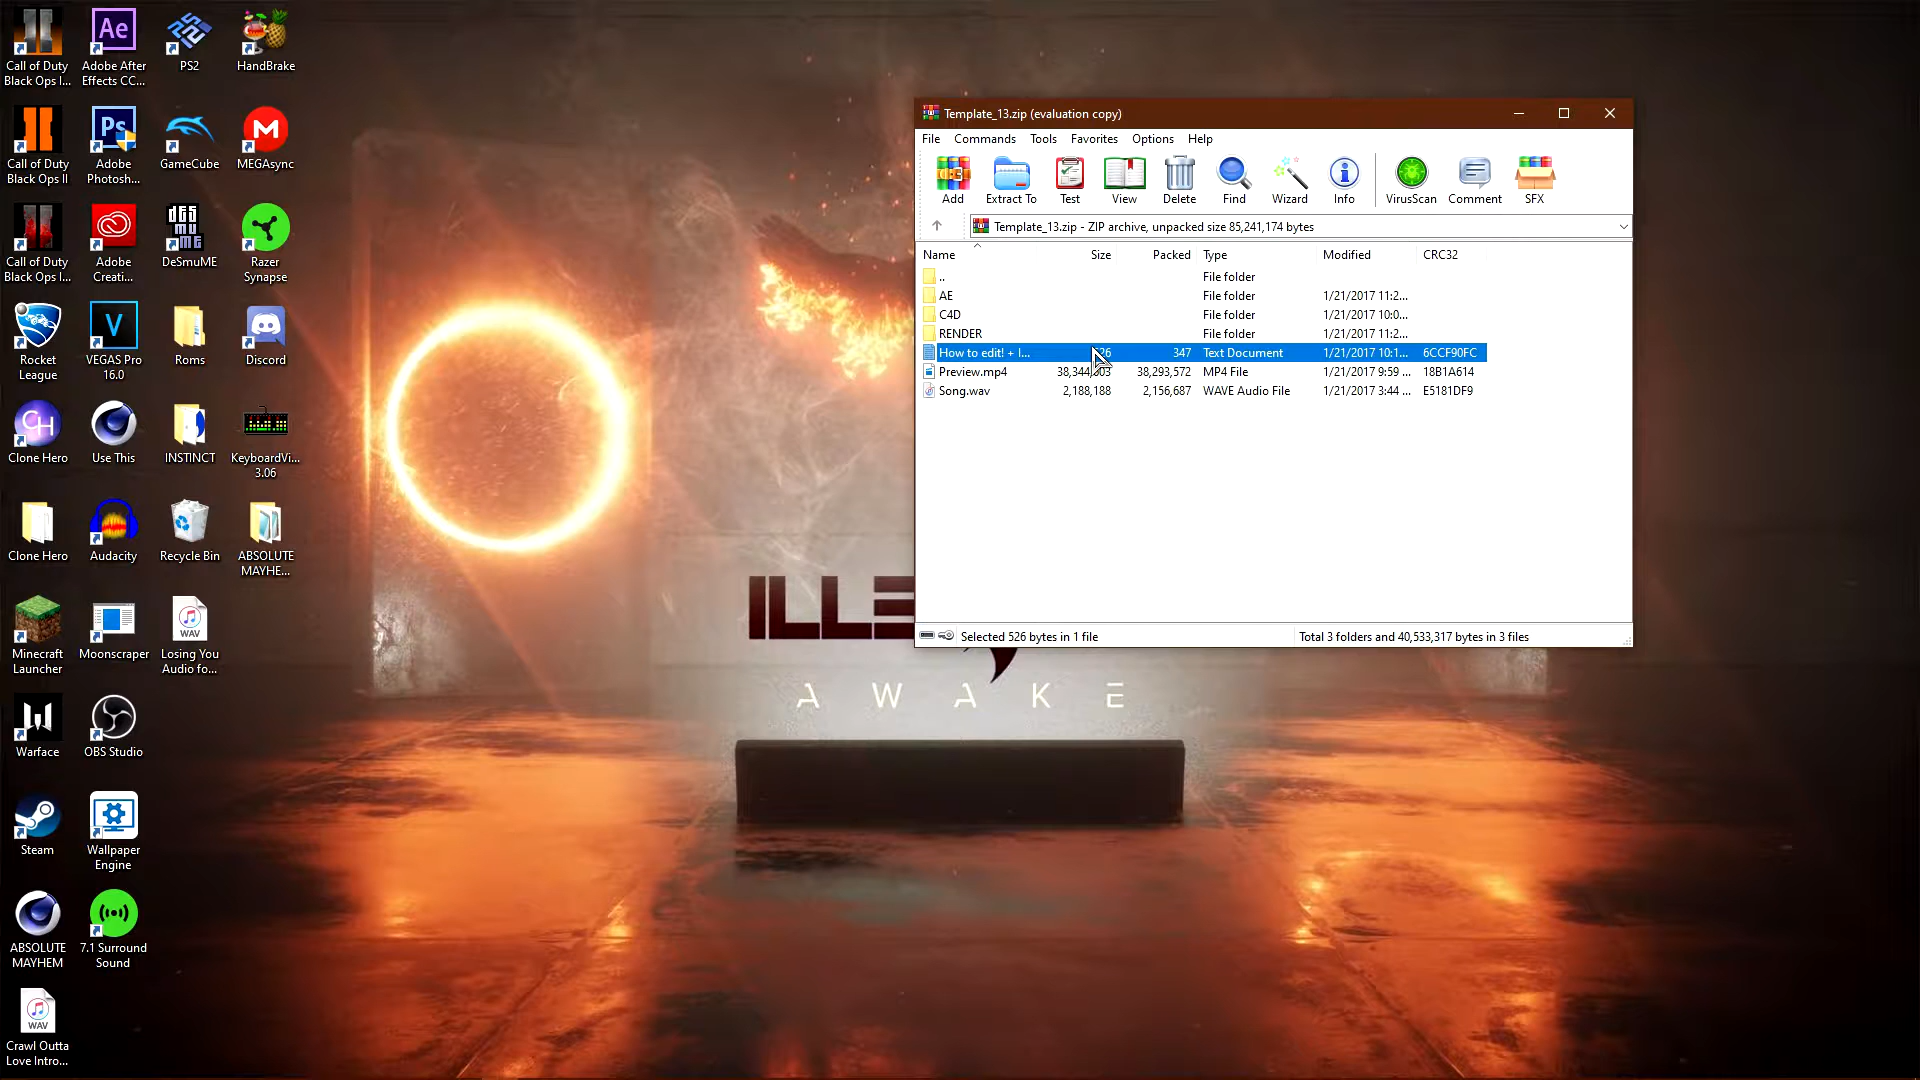 Call of Duty
Black Ops I...
Adobe After
Effects CC...
PS2
HandBrake
Call of Duty
Black Ops II
Adobe
Photosh...
GameCube
MEGAsync
Call of Duty
Black Ops I...
Adobe
Creati...
DeSmuME
Razer
Synapse
Rocket
League
VEGAS Pro
16.0
Roms
Discord
Clone Hero
Use This
INSTINCT
KeyboardVi...
3.06
Clone Hero
Audacity
Recycle Bin
ABSOLUTE
MAYHE...
Minecraft
Launcher
Moonscraper
WAV
Losing You
Audio fo...
Warface
OBS Studio
Steam
Wallpaper
Engine
ABSOLUTE
MAYHEM
7.1 Surround
Sound
WAV
Crawl Outta
Love Intro...
Template_13.zip (evaluation copy)
File Commands Tools Favorites Options Help
Add Extract To Test View Delete Find Wizard Info VirusScan Comment SFX
Template_13.zip - ZIP archive, unpacked size 85,241,174 bytes
Name Size Packed Type Modified CRC32
.. File folder
AE File folder 1/21/2017 11:2...
C4D File folder 1/21/2017 10:0...
RENDER File folder 1/21/2017 11:2...
How to edit! + I... 347 Text Document 1/21/2017 10:1... 6CCF90FC
Preview.mp4 38,293,572 MP4 File 1/21/2017 9:59 ... 18B1A614
Song.wav 2,188,188 2,156,687 WAVE Audio File 1/21/2017 3:44 ... E5181DF9
Selected 526 bytes in 1 file Total 3 folders and 40,533,317 bytes in 3 files
ILLE
AWAKE